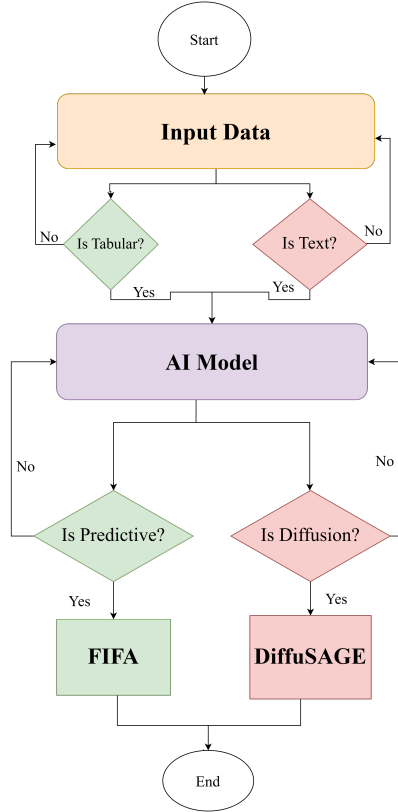 Start
Input Data
Is Tabular?
Is Text?
No
No
Yes
Yes
AI Model
No
No
Is Predictive?
Is Diffusion?
Yes
Yes
FIFA
DiffuSAGE
End